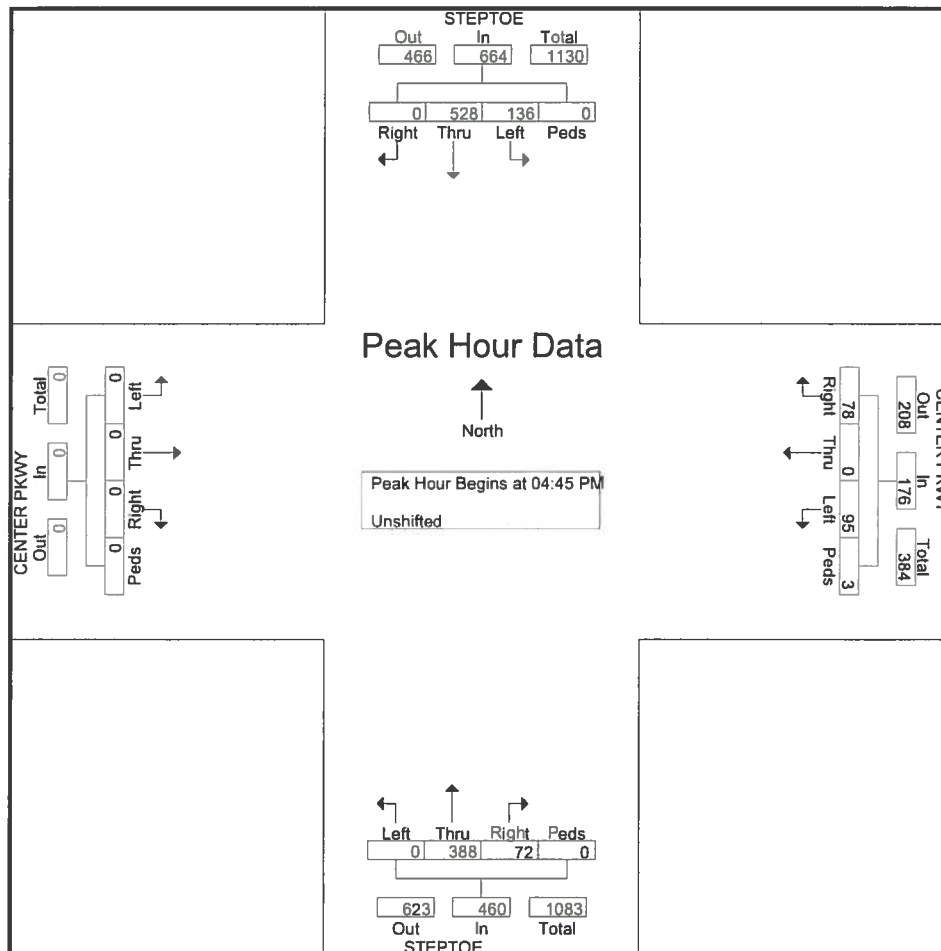 STEPTOE
Out In Total
466 664 1130
0 528 136 0
Right Thru Left Peds
Peak Hour Data
North
Peak Hour Begins at 04:45 PM
Unshifted
CENTER PKWY
Out In Total
0 0 0
0 0 0 0
Left Thru Right Peds
CENTER PKWY
Out In Total
208 176 384
78 0 95 3
Right Thru Left Peds
Left Thru Right Peds
0 388 72 0
623 460 1083
Out In Total
STEPTOE